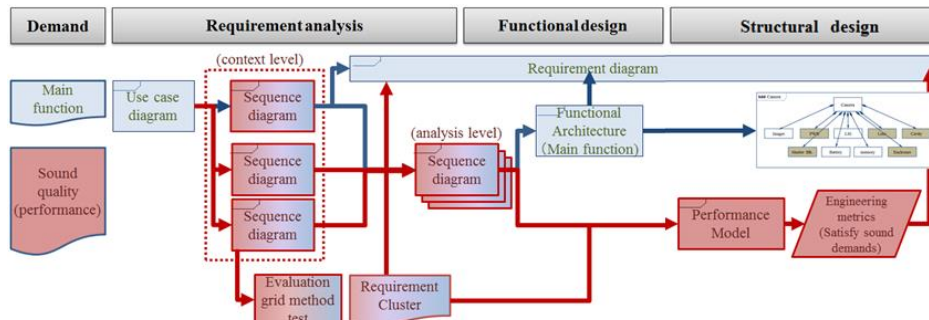 Demand
Requirement analysis
Functional design
Structural design
(context level)
Main
function
Use case
diagram
Sequence
diagram
Requirement diagram
Functional
Architecture
(Main function)
(analysis level)
Sequence
diagram
Sequence
diagram
Sound
quality
(performance)
Sequence
diagram
Performance
Model
Engineering
metrics
(Satisfy sound
demands)
Evaluation
grid method
test
Requirement
Cluster